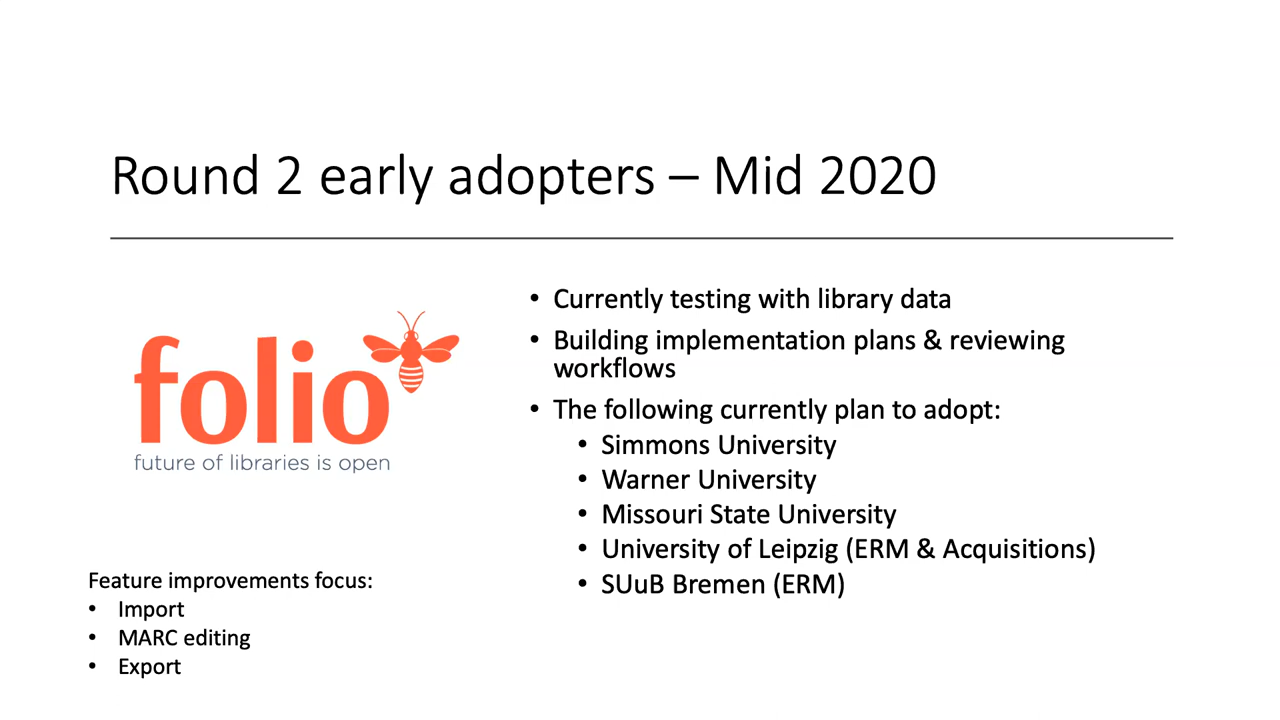 Round 2 early adopters – Mid 2020
folio
future of libraries is open
• Currently testing with library data
• Building implementation plans & reviewing
workflows
• The following currently plan to adopt:
• Simmons University
• Warner University
• Missouri State University
• University of Leipzig (ERM & Acquisitions)
• SUuB Bremen (ERM)
Feature improvements focus:
• Import
• MARC editing
• Export